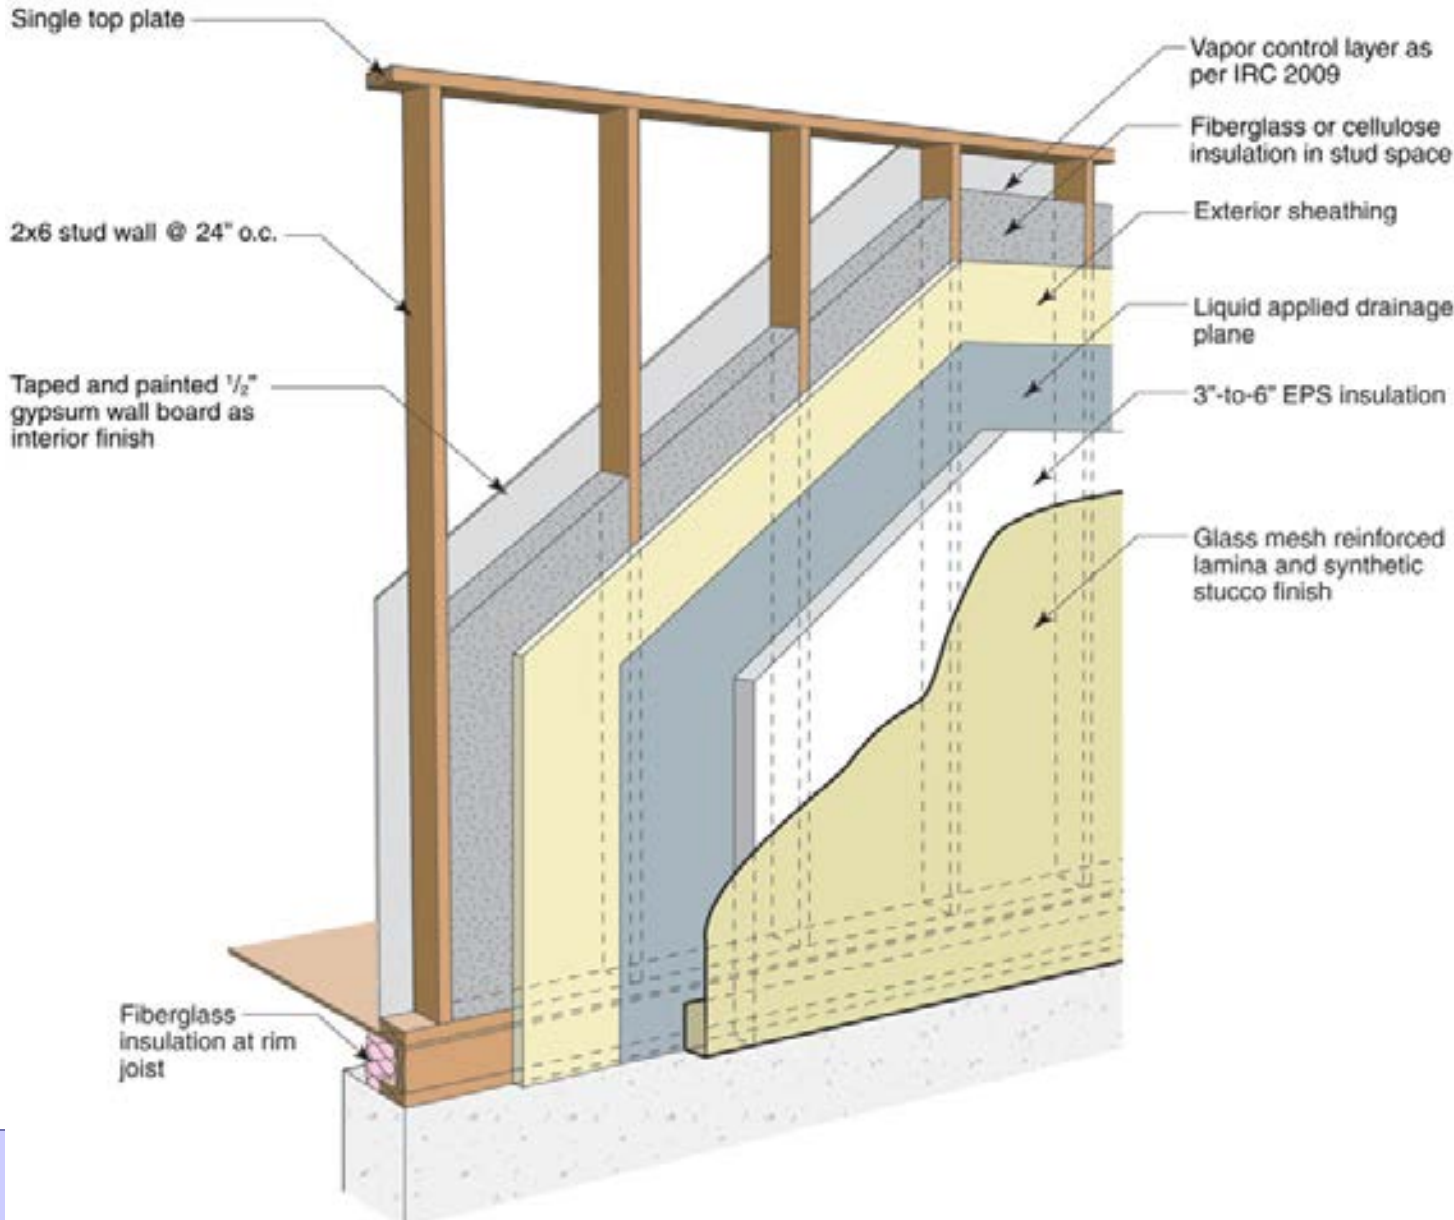 Single top plate
2x6 stud wall @ 24" o.c.
Taped and painted ½"
gypsum wall board as
interior finish
Fiberglass
insulation at rim
joist
Vapor control layer as
per IRC 2009
Fiberglass or cellulose
insulation in stud space
Exterior sheathing
Liquid applied drainage
plane
3"-to-6" EPS insulation
Glass mesh reinforced
lamina and synthetic
stucco finish